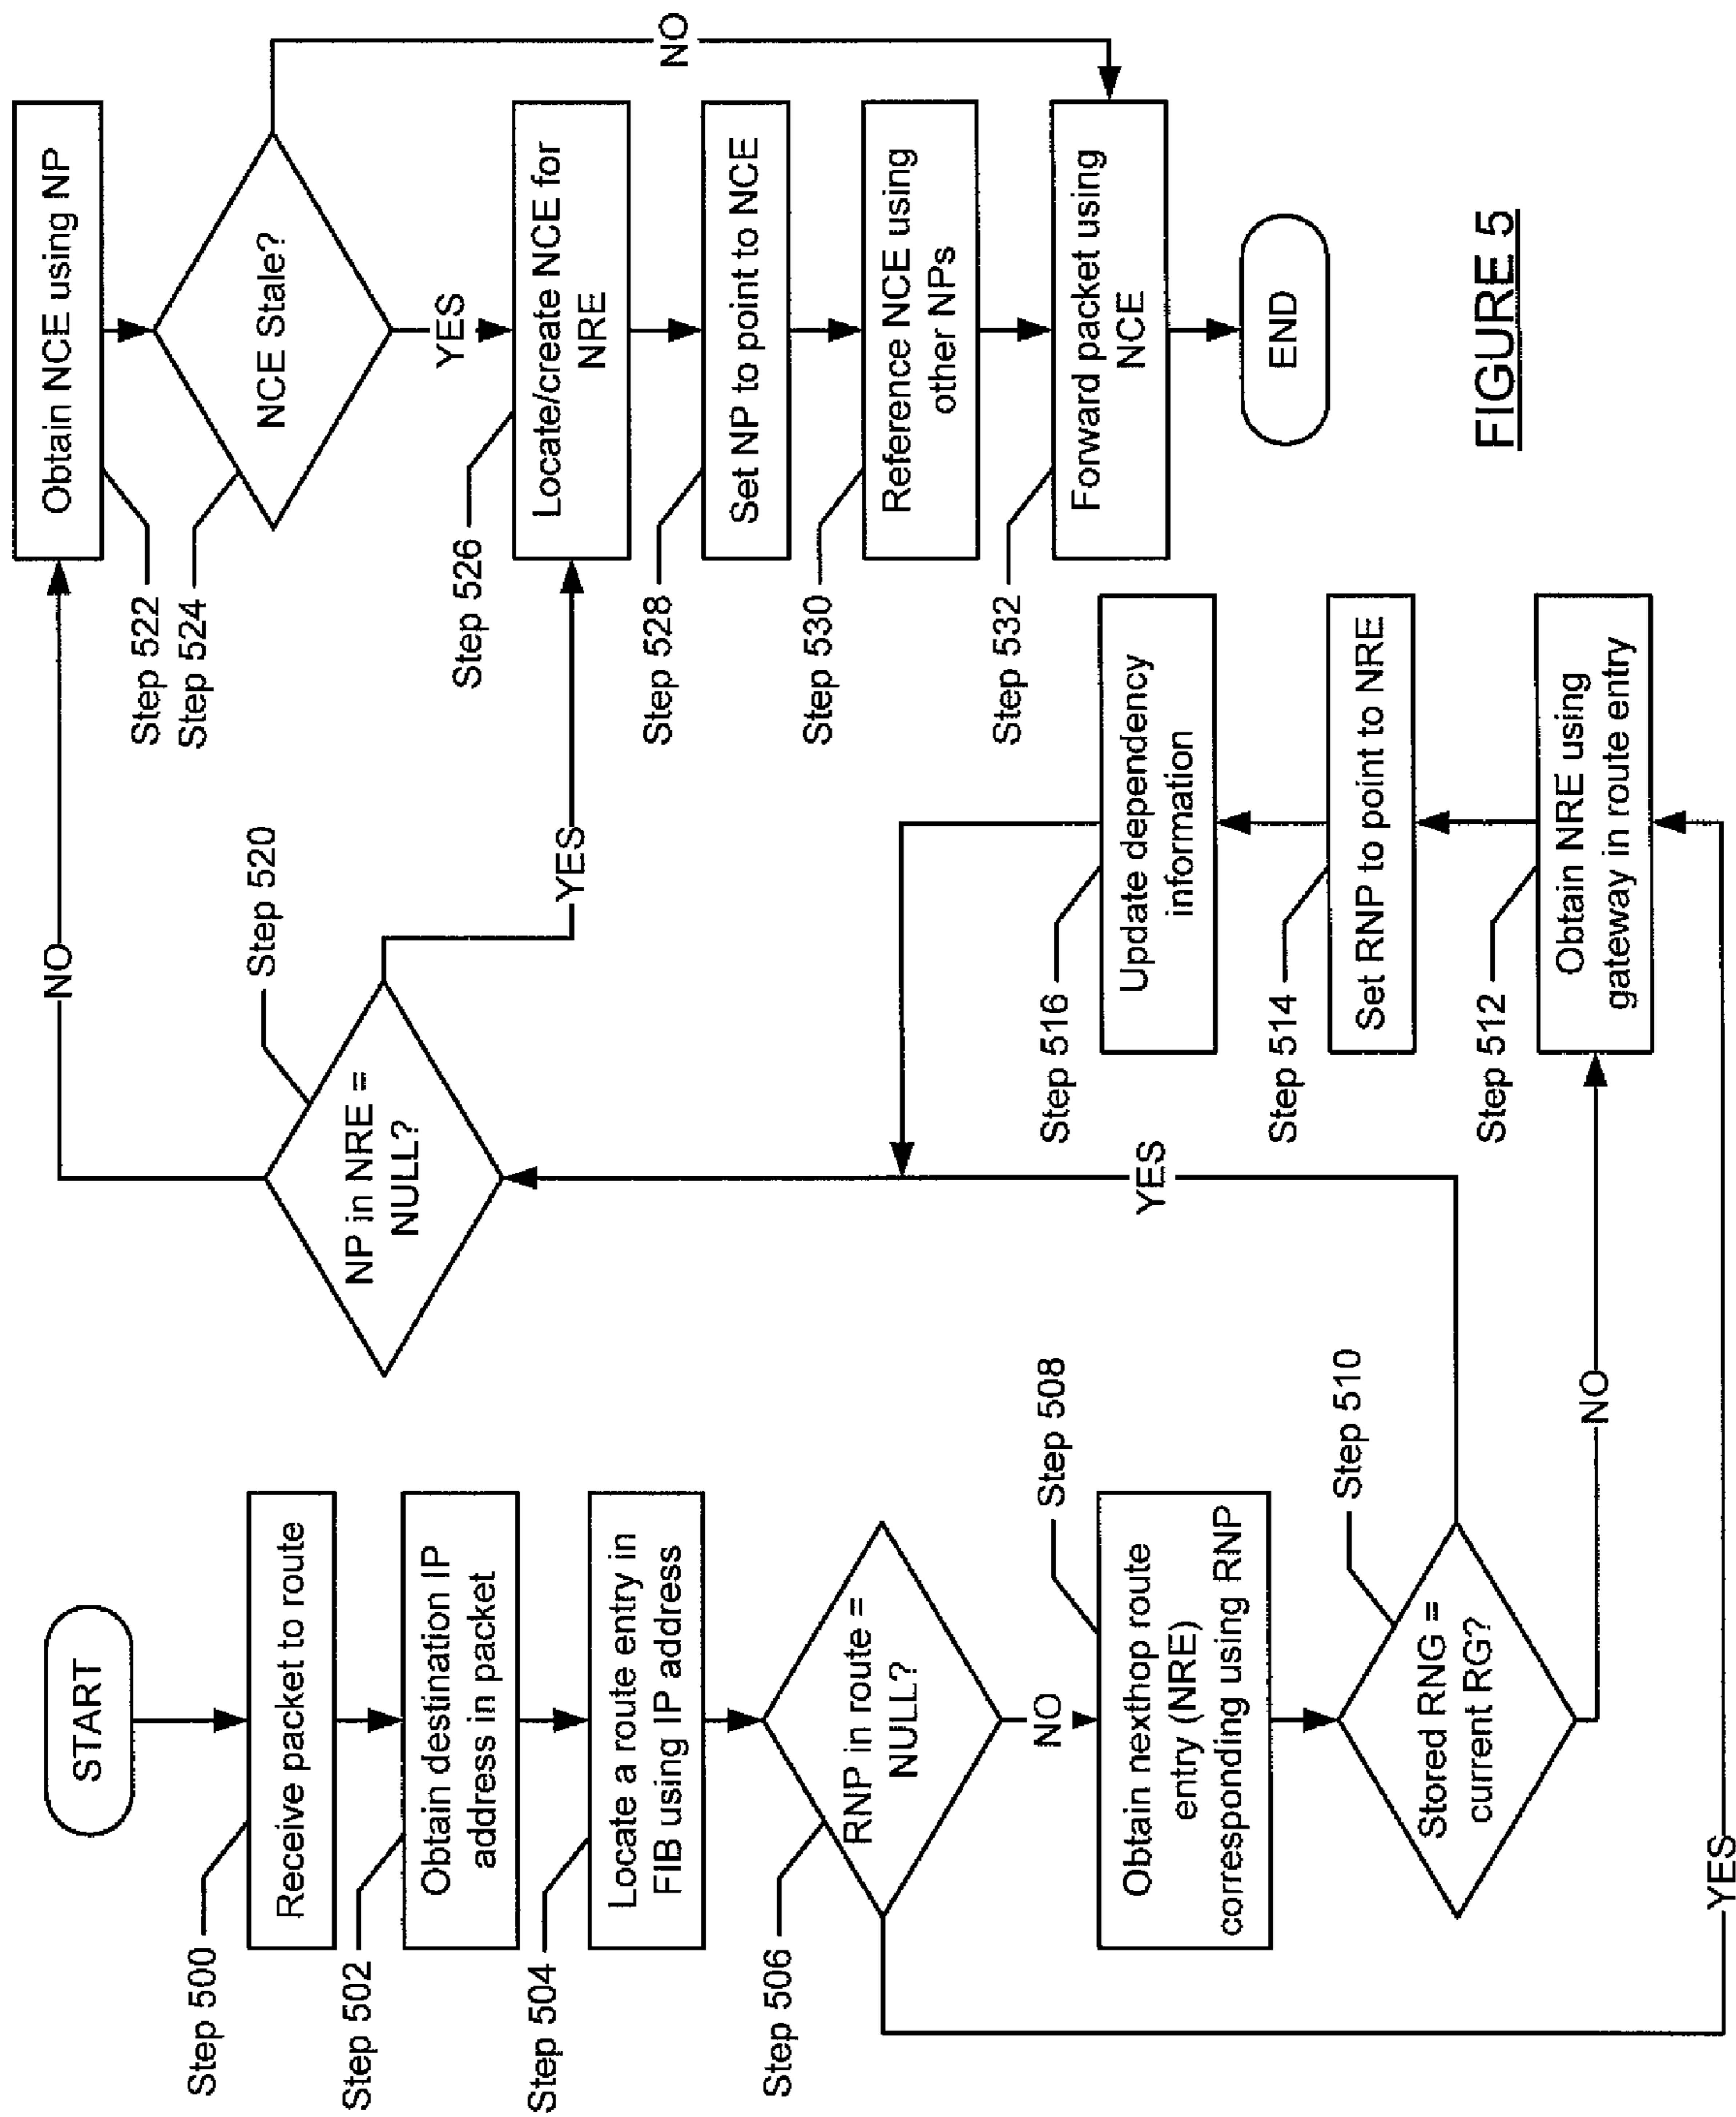 START
Step 500
Receive packet to route
Step 502
Obtain destination IP
address in packet
Step 504
Locate a route entry in
FIB using IP address
Step 506
RNP in route =
NULL?
NO
YES
Step 508
Obtain nexthop route
entry (NRE)
corresponding using RNP
Step 510
Stored RNG =
current RG?
YES
NO
Step 512
Obtain NRE using
gateway in route entry
Step 514
Set RNP to point to NRE
Step 516
Update dependency
information
Step 520
NP in NRE =
NULL?
NO
YES
Step 522
Obtain NCE using NP
Step 524
NCE Stale?
NO
YES
Step 526
Locate/create NCE for
NRE
Step 528
Set NP to point to NCE
Step 530
Reference NCE using
other NPs
Step 532
Forward packet using
NCE
END
FIGURE 5